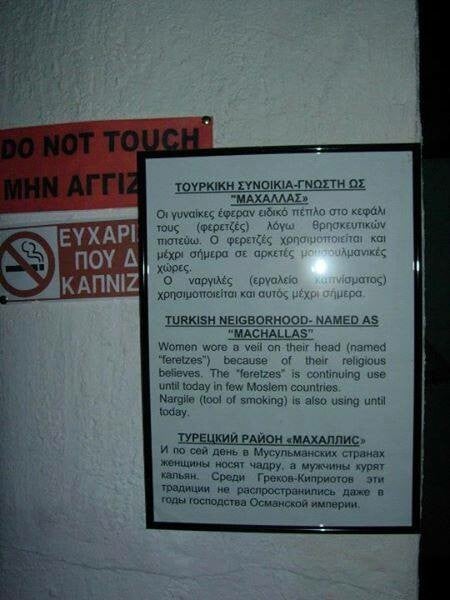 DO NOT TOUCH
ΜΗΝ ΑΓΓΙΖ
ΕΥΧΑΡΙ
ΠΟΥ Δ
ΚΑΠΝΙΖ
ΤΟΥΡΚΙΚΗ ΣΥΝΟΙΚΙΑ-ΓΝΩΣΤΗ ΩΣ
"ΜΑΧΑΛΛΑΣ»
Οι γυναίκες έφεραν ειδικό πέπλο στο κεφάλι
τους (φερετζές) λόγω θρησκευτικών
πιστεύω. Ο φερετζές χρησιμοποιείται και
μέχρι σήμερα σε αρκετές μουσουλμανικές
χώρες.
Ο ναργιλές (εργαλείο καπνίσματος)
χρησιμοποιείται και αυτός μέχρι σήμερα.
TURKISH NEIGBORHOOD- NAMED AS
"MACHALLAS"
Women wore a veil on their head (named
"feretzes") because of their religious
believes. The "feretzes" is continuing use
until today in few Moslem countries.
Nargile (tool of smoking) is also using until
today.
ТУРЕЦКИЙ РАЙОН «МАХАЛЛИС»
И по сей день в Мусульманских странах
женщины носят чадру, а мужчины курят
кальян. Среди Греков-Киприотов эти
традиции не распространились даже в
годы господства Османской империи.